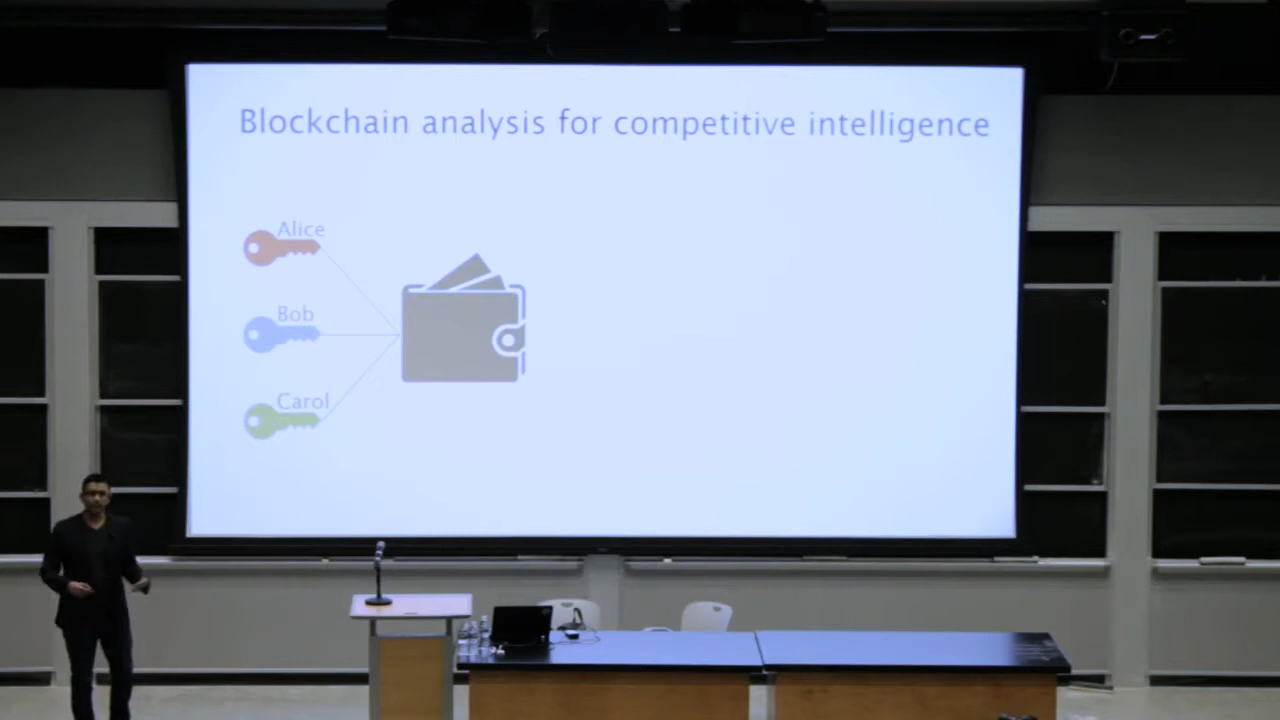 Blockchain analysis for competitive intelligence
Alice
Bob
Carol